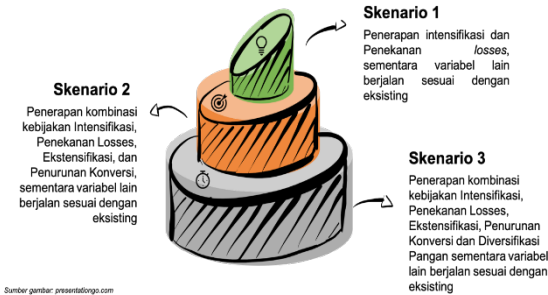 Skenario 1
Penerapan intensifikasi dan
Penekanan losses,
sementara variabel lain
berjalan sesuai dengan
eksisting
Skenario 2
Penerapan kombinasi
kebijakan Intensifikasi,
Penekanan Losses,
Ekstensifikasi, dan
Penurunan Konversi,
sementara variabel lain
berjalan sesuai dengan
eksisting
Skenario 3
Penerapan kombinasi
kebijakan Intensifikasi,
Penekanan Losses,
Ekstensifikasi, Penurunan
Konversi dan Diversifikasi
Pangan sementara variabel
lain berjalan sesuai dengan
eksisting
Sumber gambar: presentationgo.com